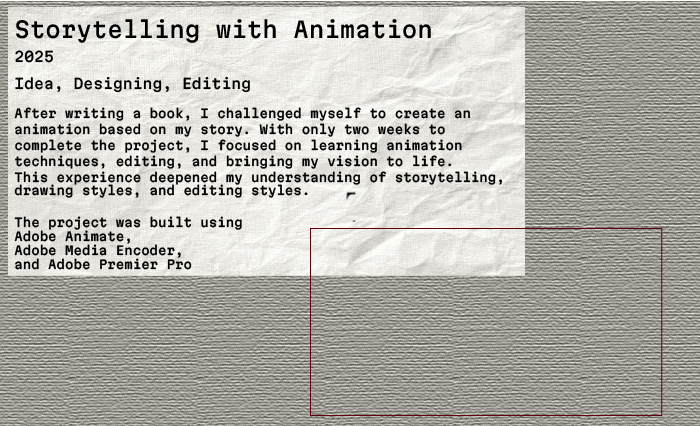 Storytelling with Animation
2025
Idea, Designing, Editing
After writing a book, I challenged myself to create an
animation based on my story. With only two weeks to
complete the project, I focused on learning animation
techniques, editing, and bringing my vision to life.
This experience deepened my understanding of storytelling,
drawing styles, and editing styles.
The project was built using
Adobe Animate,
Adobe Media Encoder,
and Adobe Premier Pro